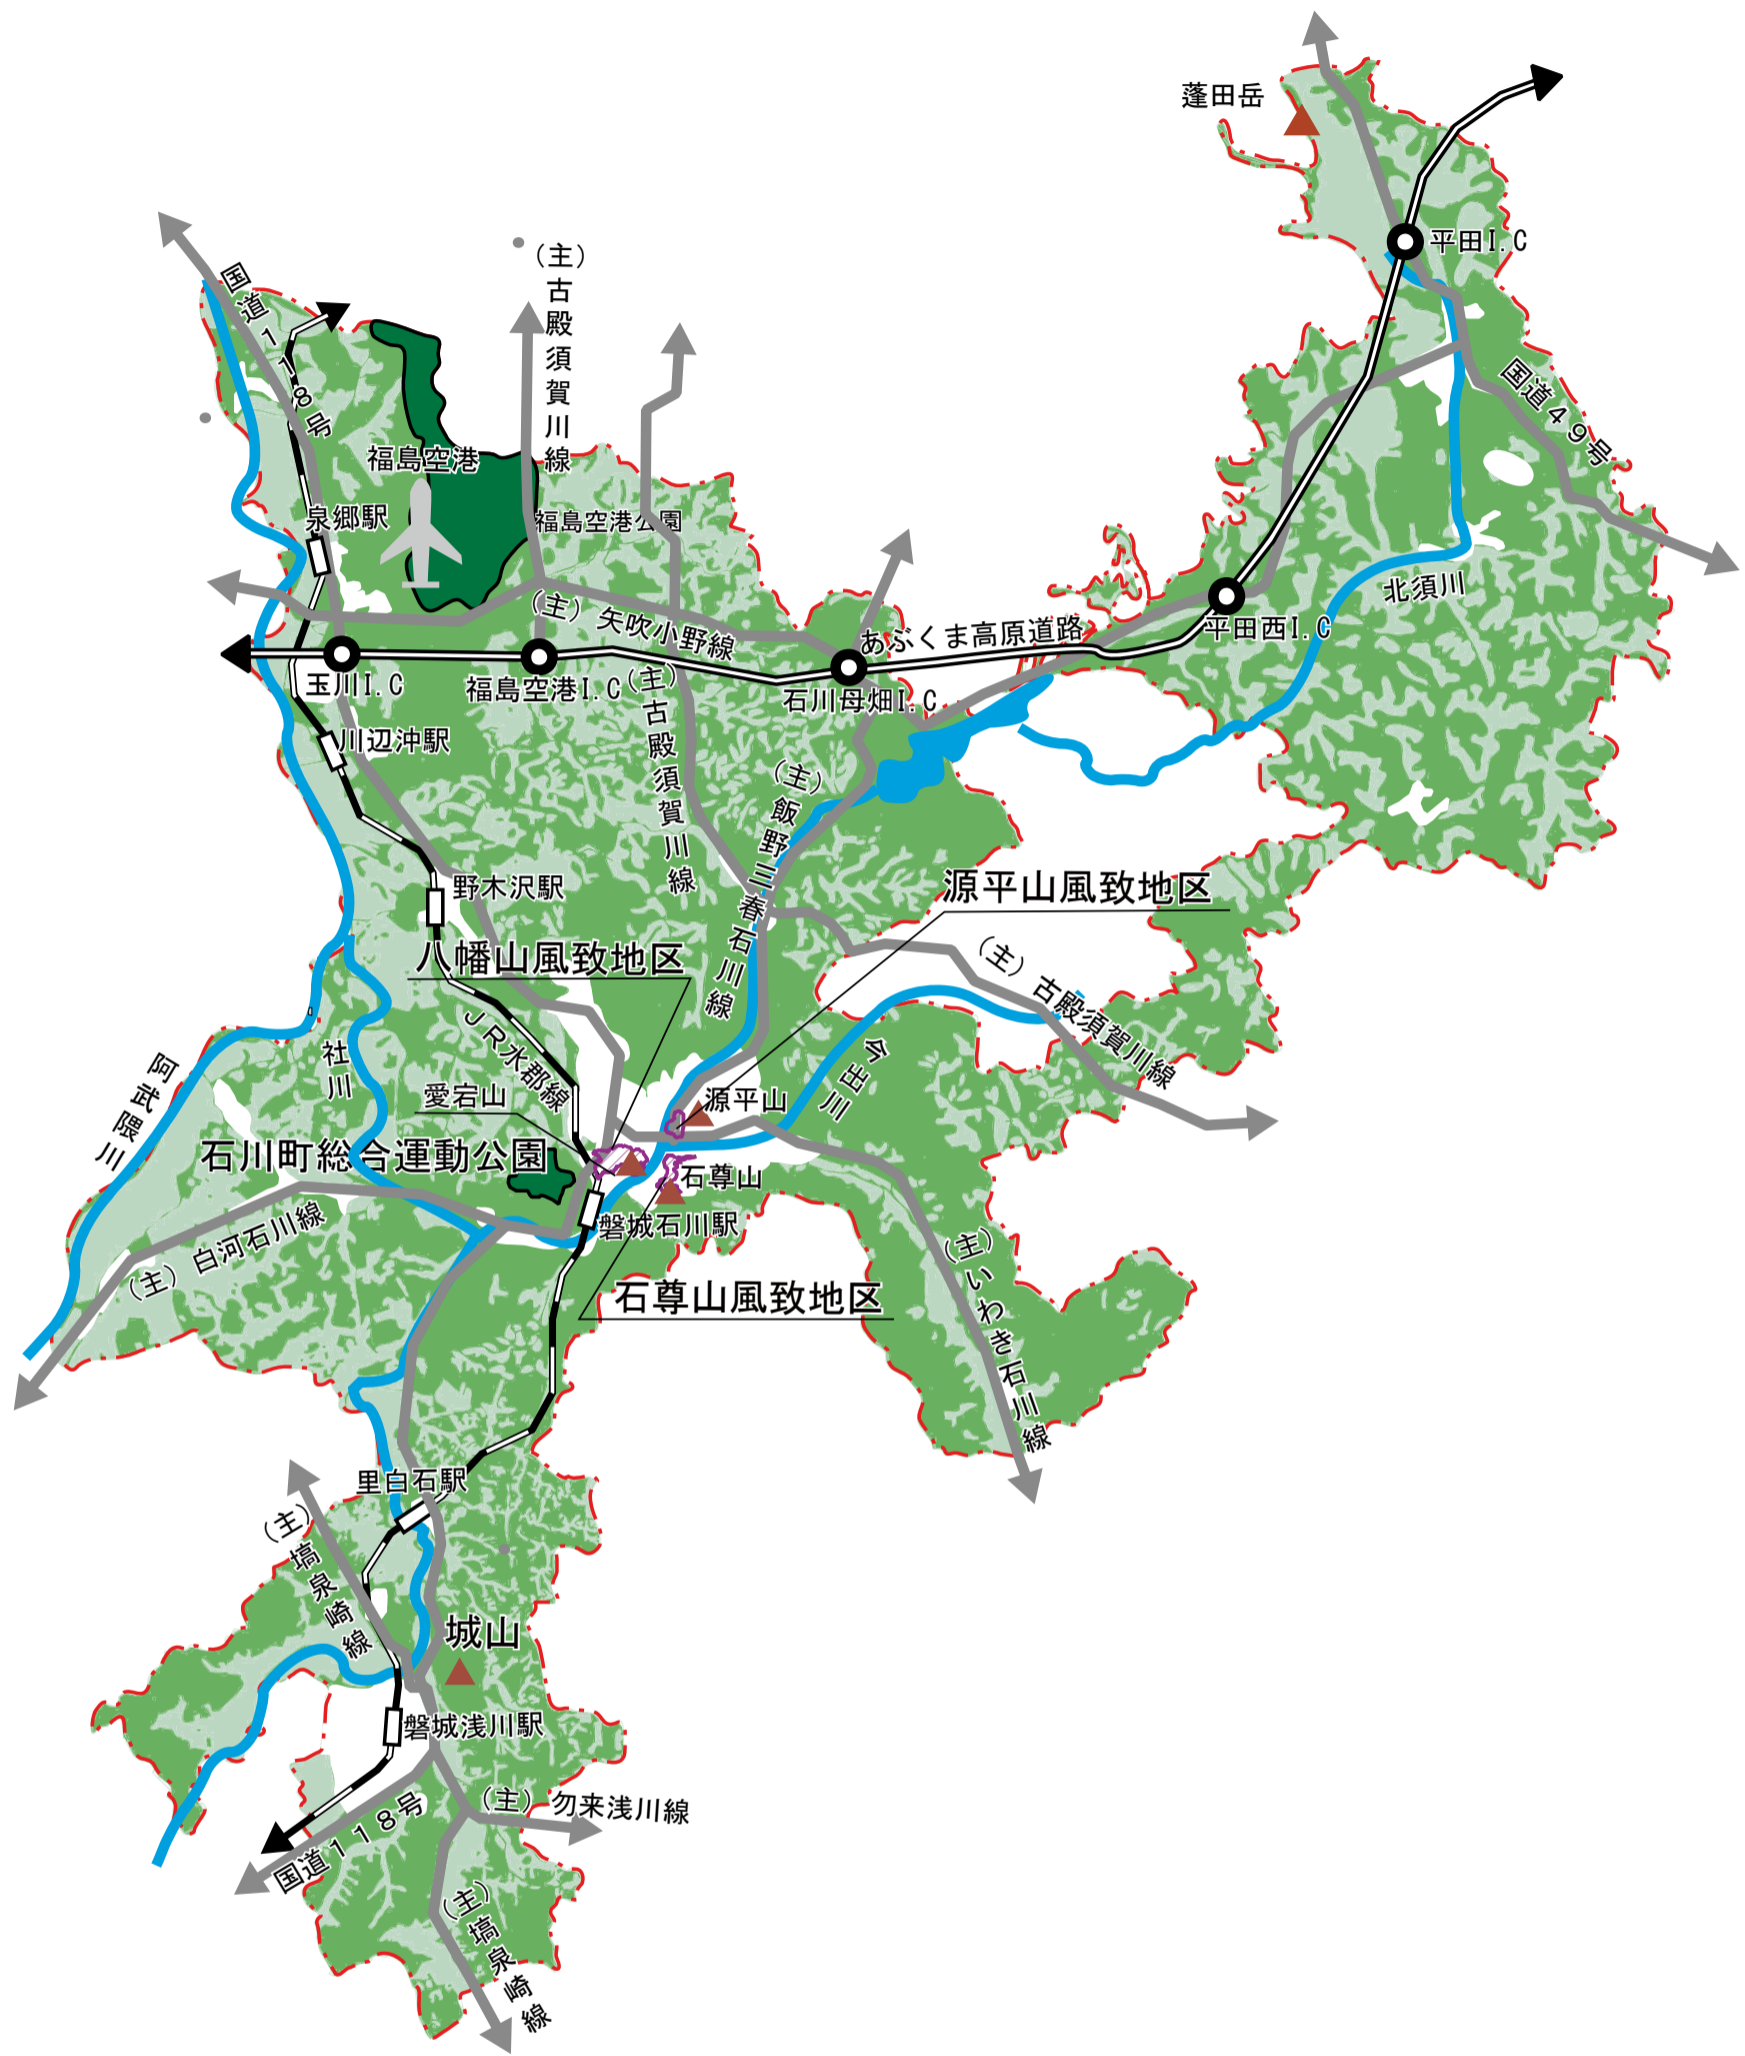 蓬田岳
平田I.C
国道118号
(主)古殿須賀川線
国道49号
福島空港
泉郷駅
福島空港公園
北須川
(主)矢吹小野線
あぶくま高原道路
平田西I.C
玉川I.C
福島空港I.C
(主)古殿須賀川線
石川母畑I.C
川辺沖駅
(主)飯野三春石川線
野木沢駅
源平山風致地区
八幡山風致地区
(主)古殿須賀川線
JR水郡線
社川
阿武隈川
今出川
愛宕山
源平山
石川町総合運動公園
石尊山
磐城石川駅
(主)白河石川線
(主)いわき石川線
石尊山風致地区
里白石駅
(主)塙泉崎線
城山
磐城浅川駅
(主)勿来浅川線
国道118号
(主)塙泉崎線